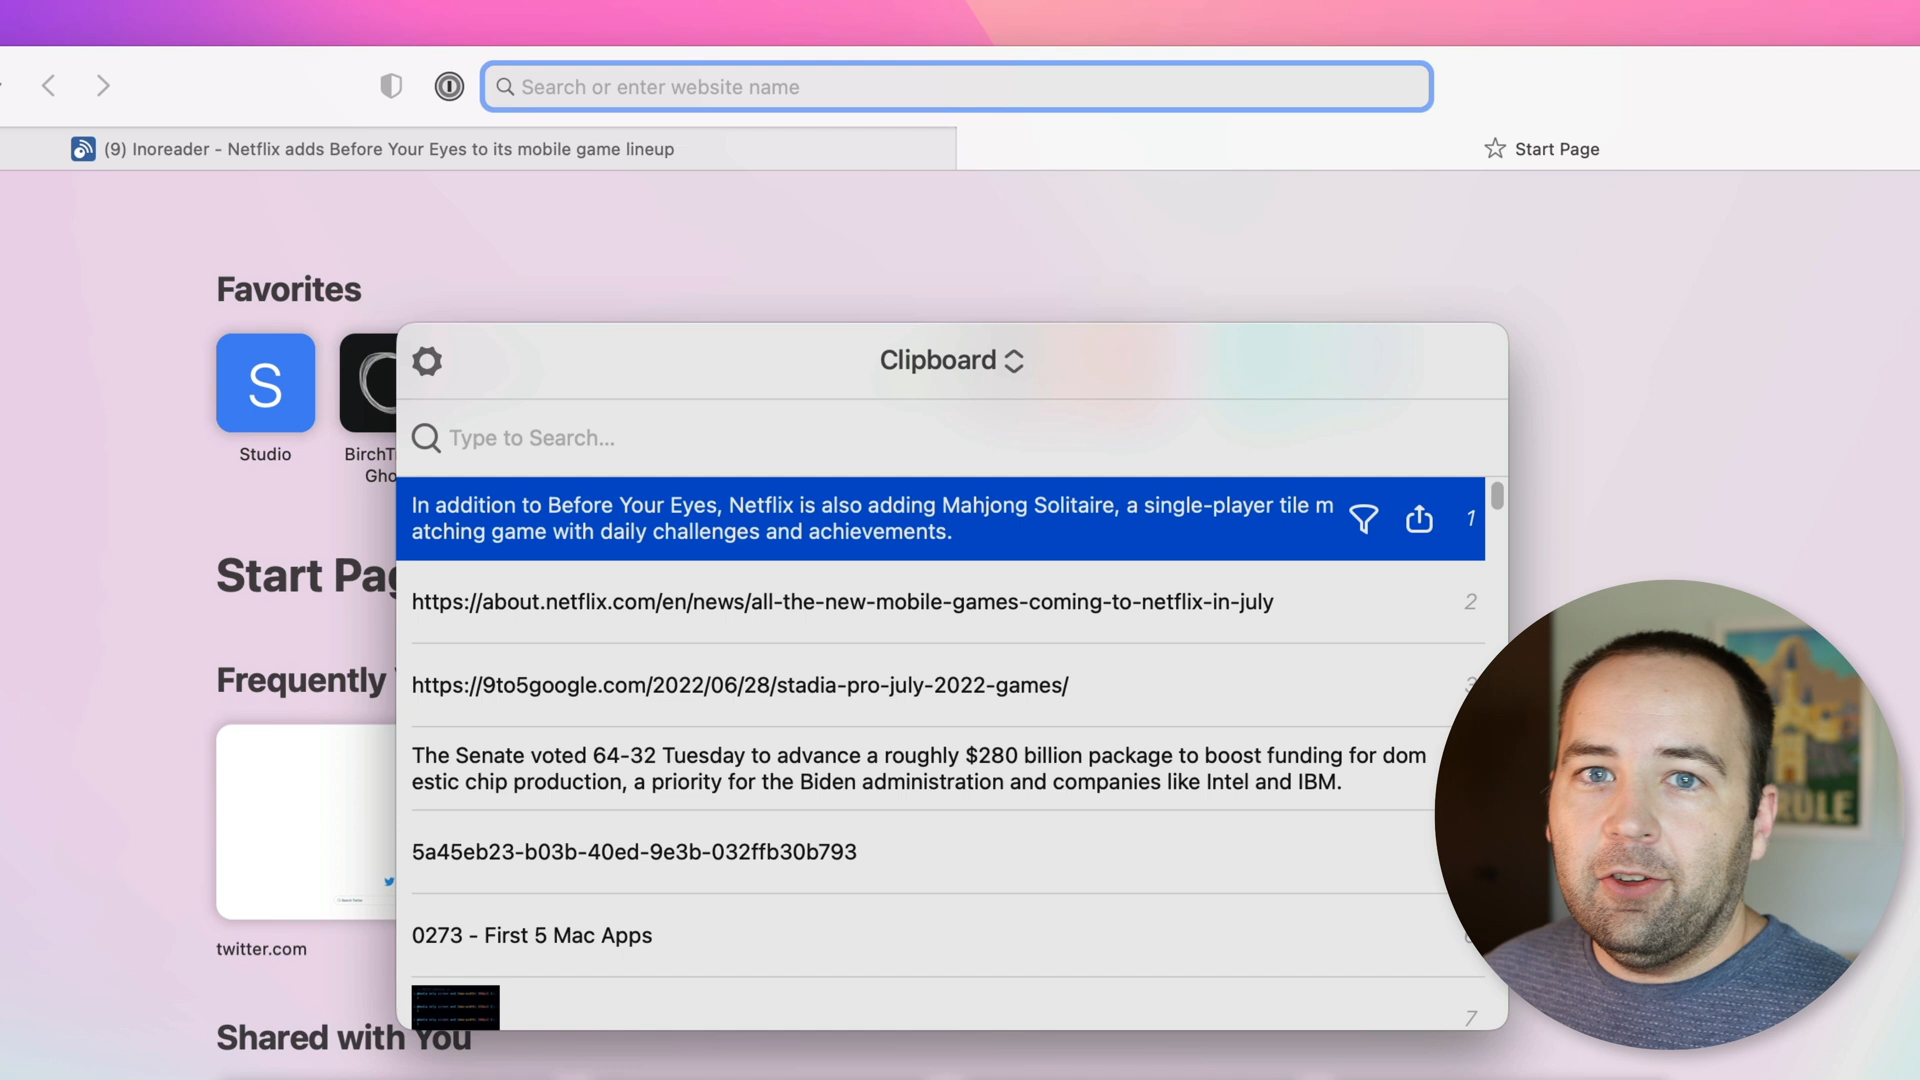 Search or enter website name
(9) Inoreader - Netflix adds Before Your Eyes to its mobile game lineup
Start Page
Favorites
S
Studio
BirchT
Gho
Clipboard
Type to Search...
In addition to Before Your Eyes, Netflix is also adding Mahjong Solitaire, a single-player tile m
atching game with daily challenges and achievements.
1
https://about.netflix.com/en/news/all-the-new-mobile-games-coming-to-netflix-in-july
2
https://9to5google.com/2022/06/28/stadia-pro-july-2022-games/
3
The Senate voted 64-32 Tuesday to advance a roughly $280 billion package to boost funding for dom
estic chip production, a priority for the Biden administration and companies like Intel and IBM.
5a45eb23-b03b-40ed-9e3b-032ffb30b793
0273 - First 5 Mac Apps
7
Start Pag
Frequently
twitter.com
Shared with You
RULE